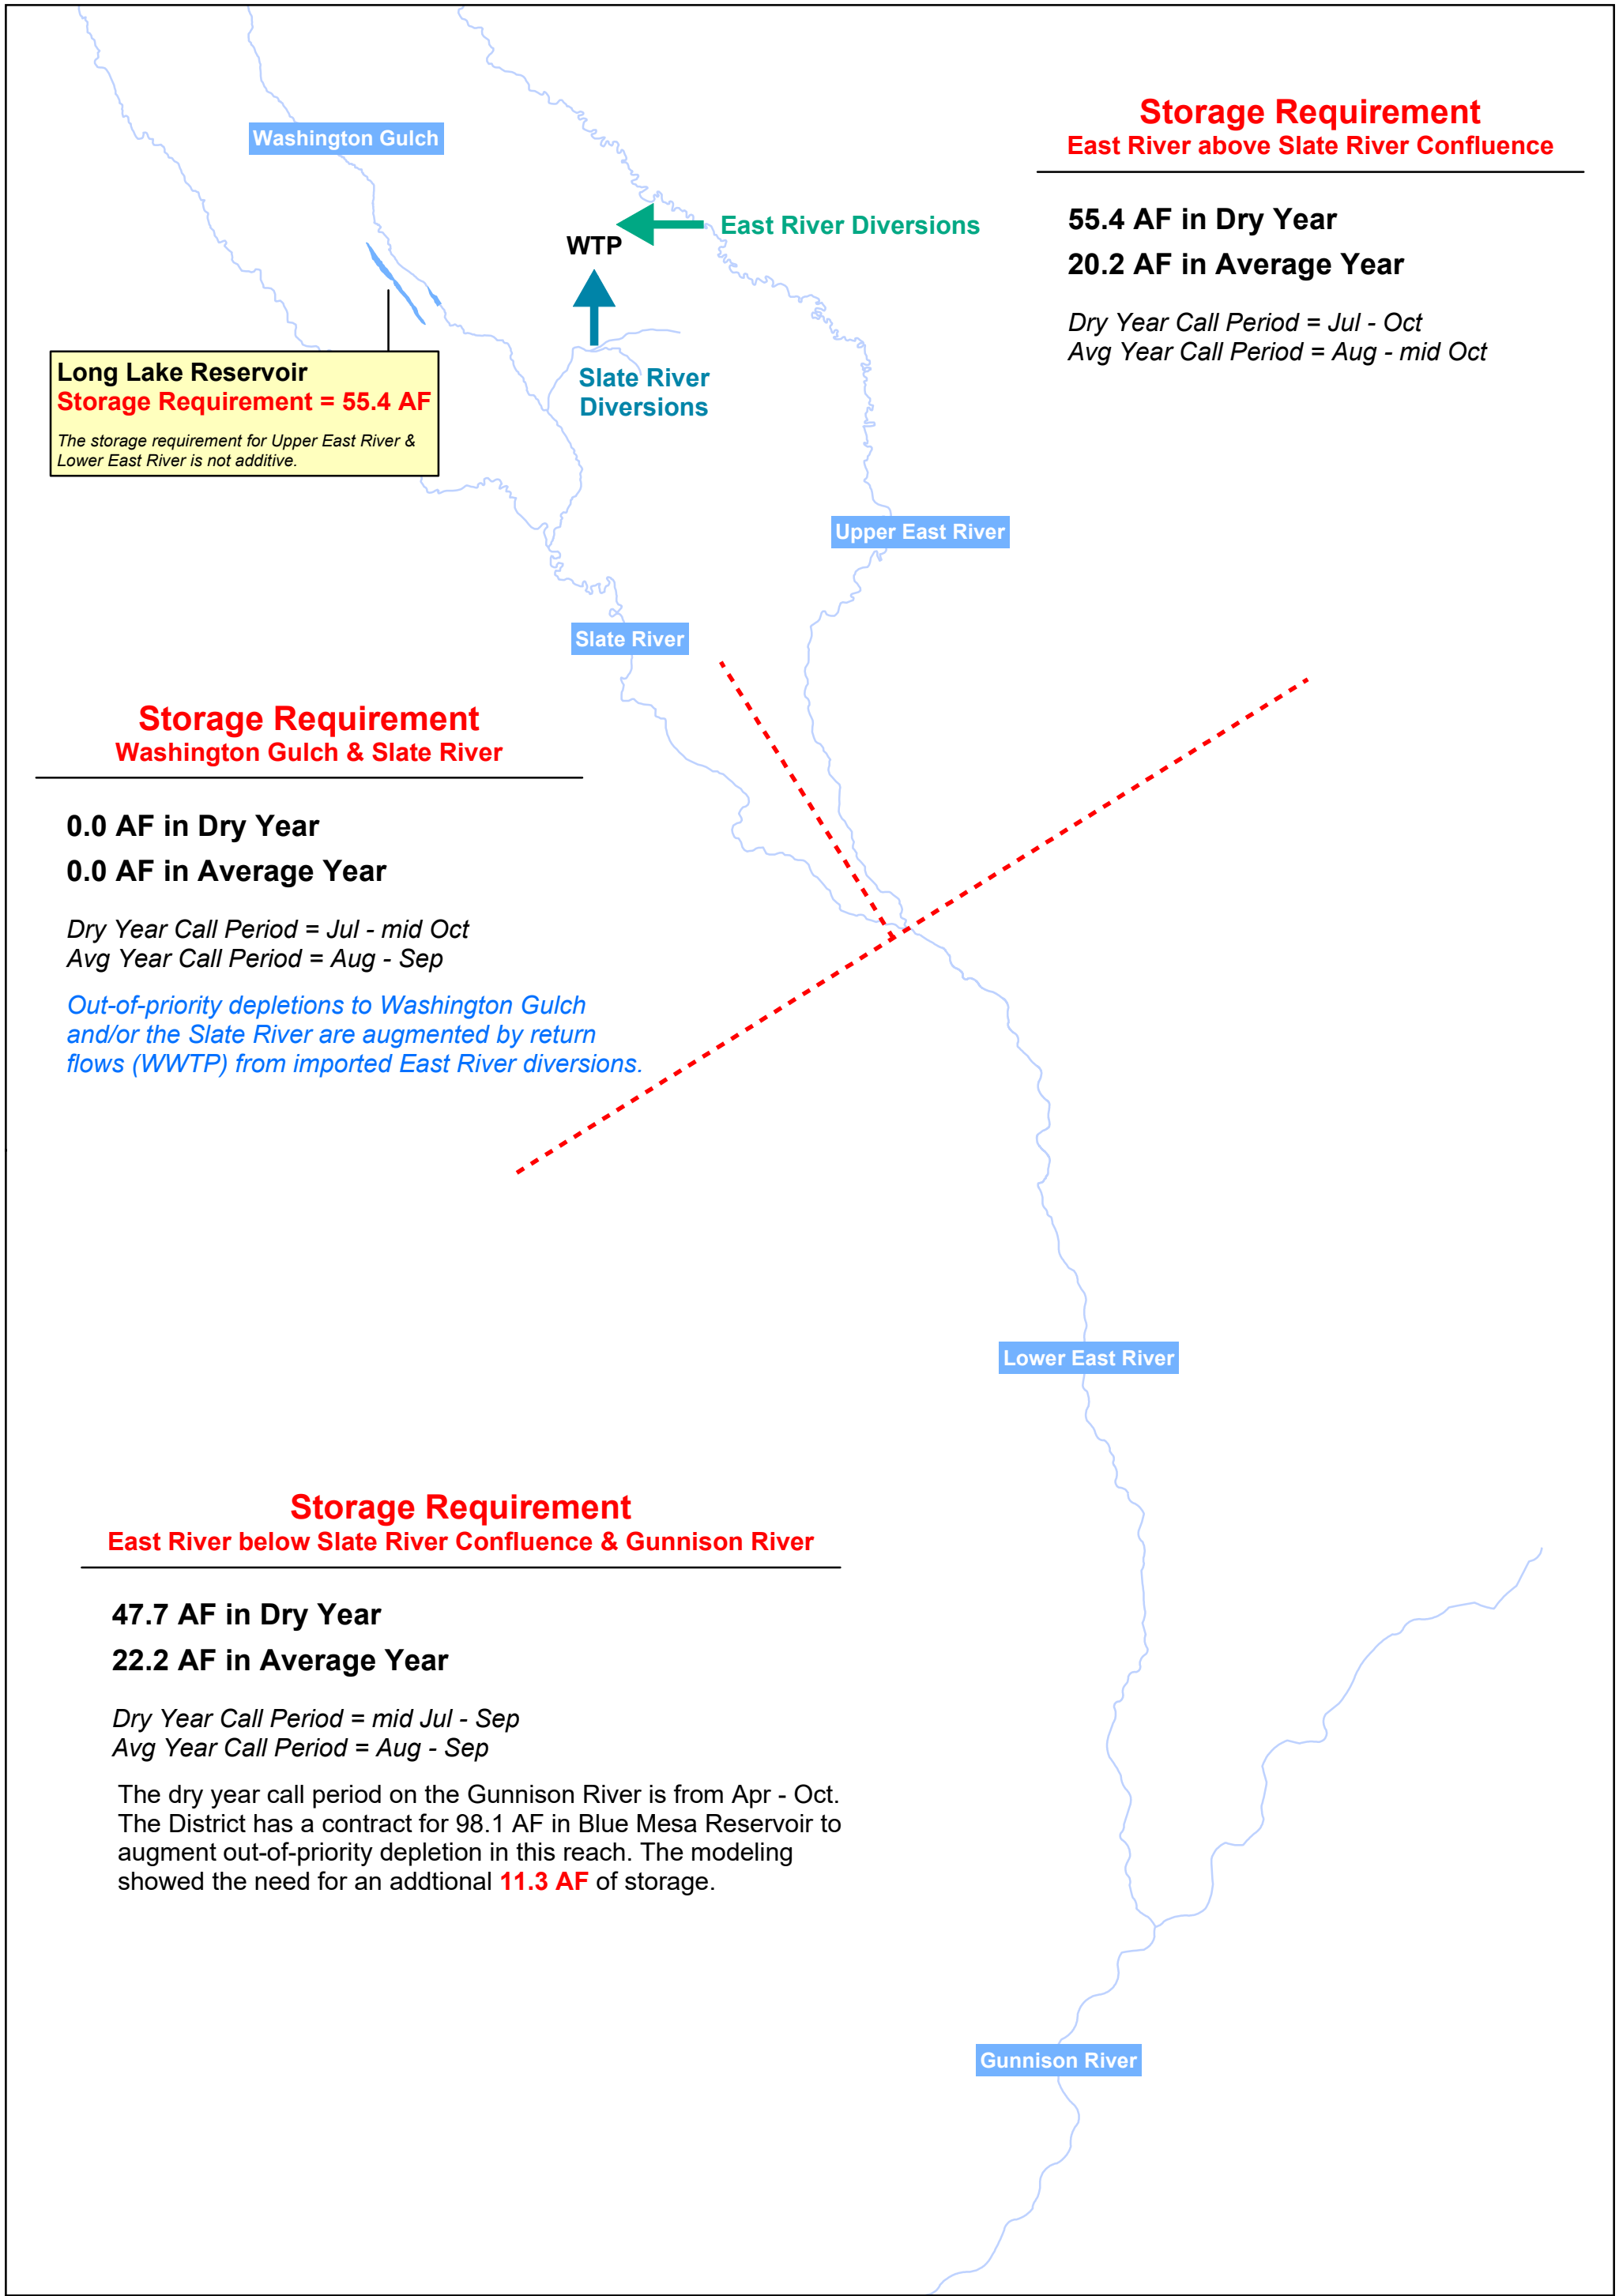 Storage Requirement
East River above Slate River Confluence
55.4 AF in Dry Year
20.2 AF in Average Year
Dry Year Call Period = Jul - Oct
Avg Year Call Period = Aug - mid Oct
Washington Gulch
East River Diversions
WTP
Slate River
Diversions
Long Lake Reservoir
Storage Requirement = 55.4 AF
The storage requirement for Upper East River &
Lower East River is not additive.
Upper East River
Slate River
Storage Requirement
Washington Gulch & Slate River
0.0 AF in Dry Year
0.0 AF in Average Year
Dry Year Call Period = Jul - mid Oct
Avg Year Call Period = Aug - Sep
Out-of-priority depletions to Washington Gulch
and/or the Slate River are augmented by return
flows (WWTP) from imported East River diversions.
Lower East River
Storage Requirement
East River below Slate River Confluence & Gunnison River
47.7 AF in Dry Year
22.2 AF in Average Year
Dry Year Call Period = mid Jul - Sep
Avg Year Call Period = Aug - Sep
The dry year call period on the Gunnison River is from Apr - Oct.
The District has a contract for 98.1 AF in Blue Mesa Reservoir to
augment out-of-priority depletion in this reach. The modeling
showed the need for an addtional 11.3 AF of storage.
Gunnison River